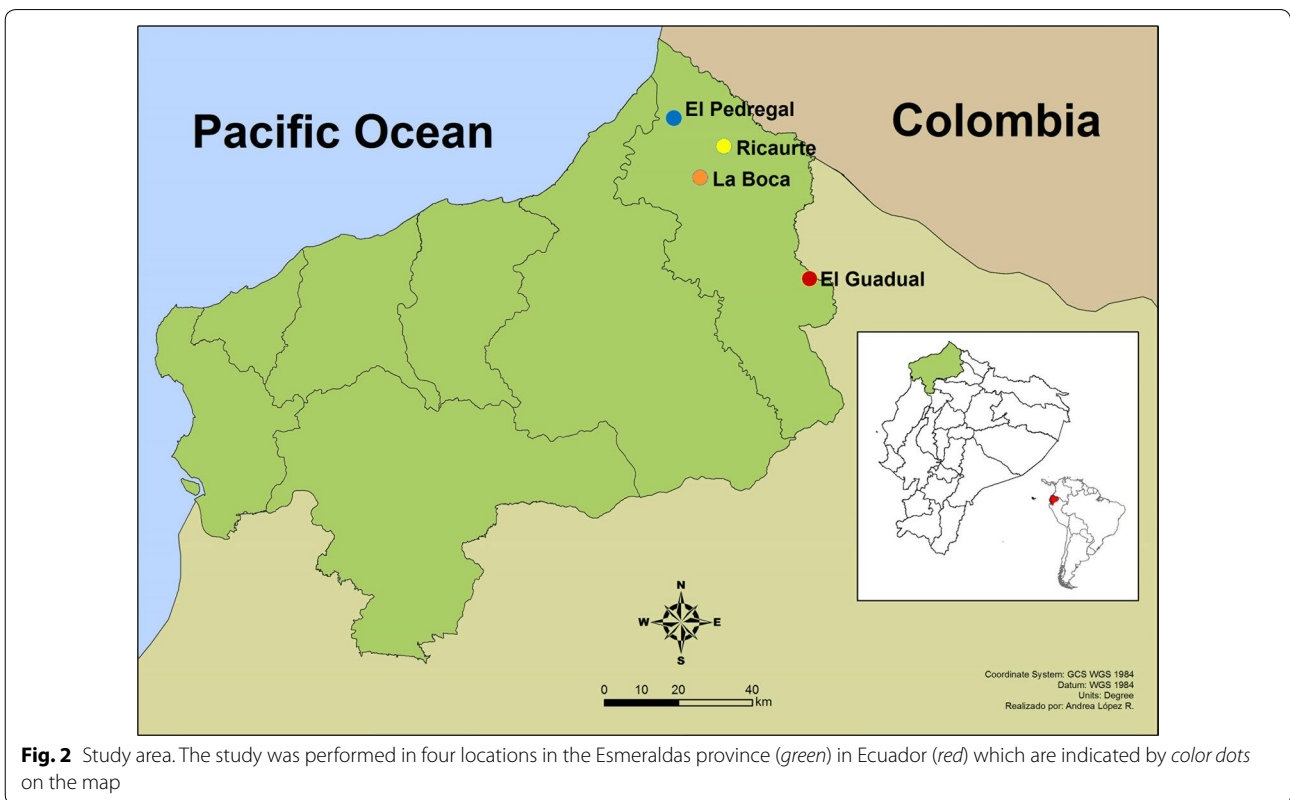 Pacific Ocean
Colombia
El Pedregal
Ricaurte
La Boca
El Guadual
N
W E
S
0 10 20 40
km
Coordinate System: GCS WGS 1984
Datum: WGS 1984
Units: Degree
Realizado por: Andrea López R.
Fig. 2 Study area. The study was performed in four locations in the Esmeraldas province (green) in Ecuador (red) which are indicated by color dots
on the map